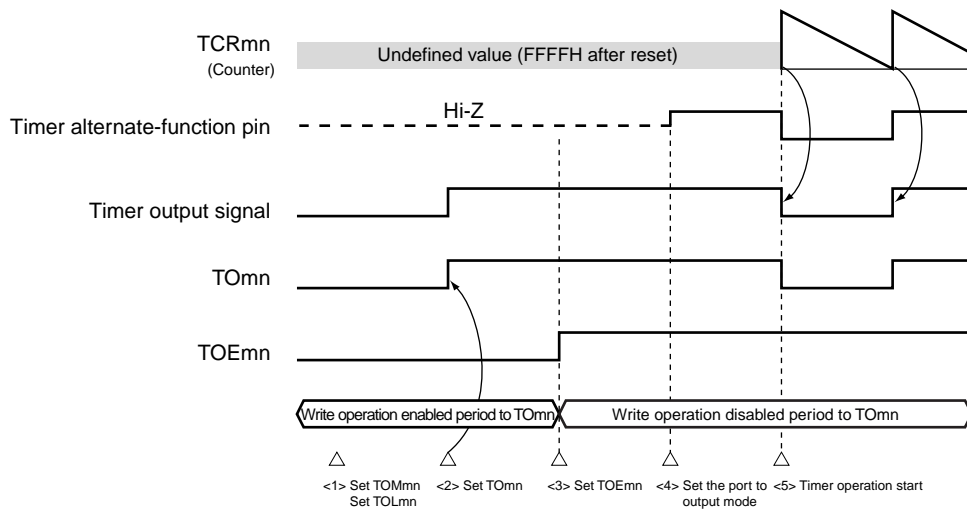 TCRmn
(Counter)
Undefined value (FFFFH after reset)
Timer alternate-function pin
Hi-Z
Timer output signal
TOmn
TOEmn
Write operation enabled period to TOmn
Write operation disabled period to TOmn
<1> Set TOMmn
Set TOLmn
<2> Set TOmn
<3> Set TOEmn
<4> Set the port to
output mode
<5> Timer operation start